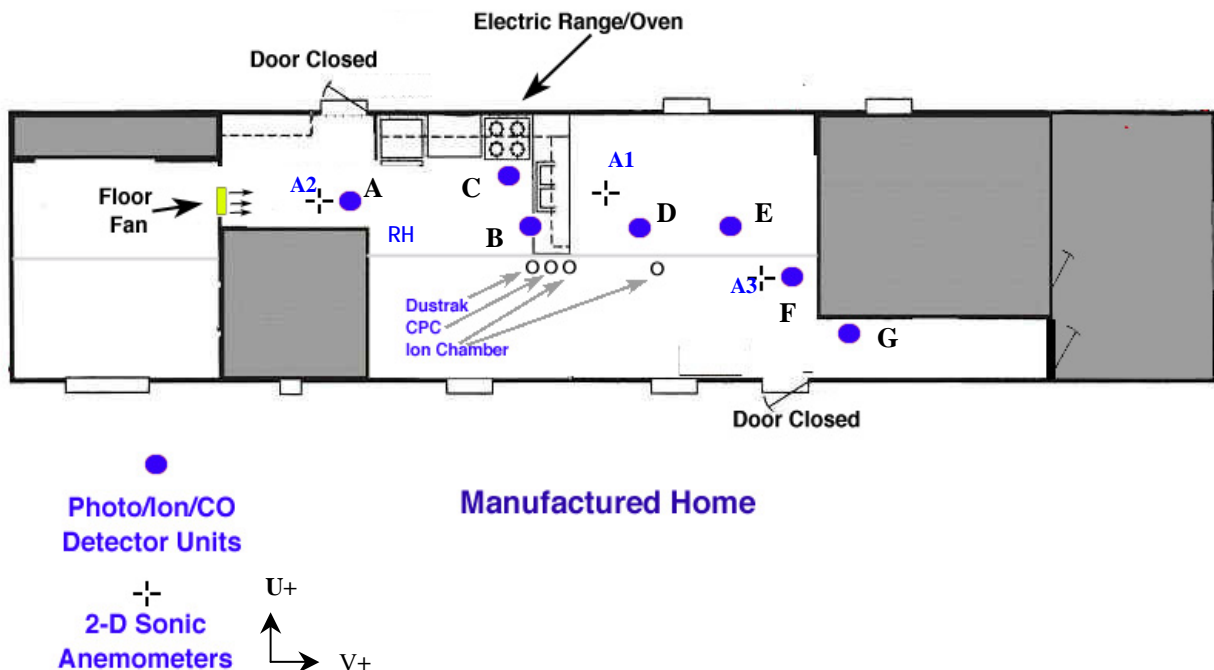 Electric Range/Oven
Door Closed
A1
A2
A
C
Floor
Fan
D
E
B
RH
A3
Dustrak
CPC
Ion Chamber
F
G
Door Closed
Photo/Ion/CO
Detector Units
Manufactured Home
U+
2-D Sonic
Anemometers
V+